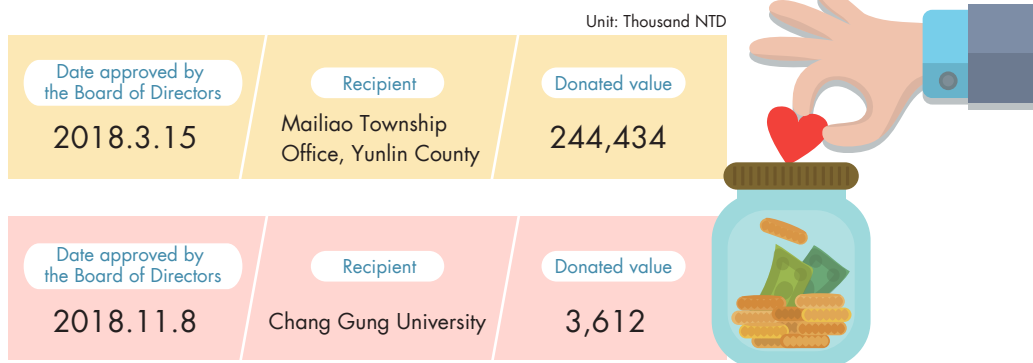 Unit: Thousand NTD
Date approved by
the Board of Directors
Recipient
Donated value
2018.3.15
Mailiao Township
Office, Yunlin County
244,434
Date approved by
the Board of Directors
Recipient
Donated value
2018.11.8
Chang Gung University
3,612